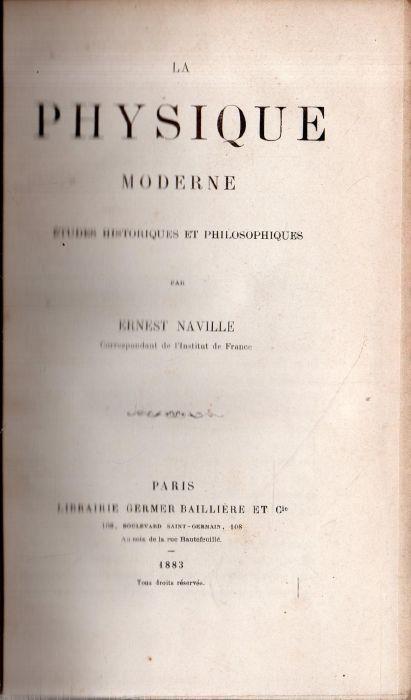 LA
PHYSIQUE
MODERNE
ÉTUDES HISTORIQUES ET PHILOSOPHIQUES
PAR
ERNEST NAVILLE
Correspondant de l'Institut de France
PARIS
LIBRAIRIE GERMER BAILLIÈRE ET Cie
108, BOULEVARD SAINT-GERMAIN, 108
Au coin de la rue Hautefeuille.
1883
Tous droits réservés.